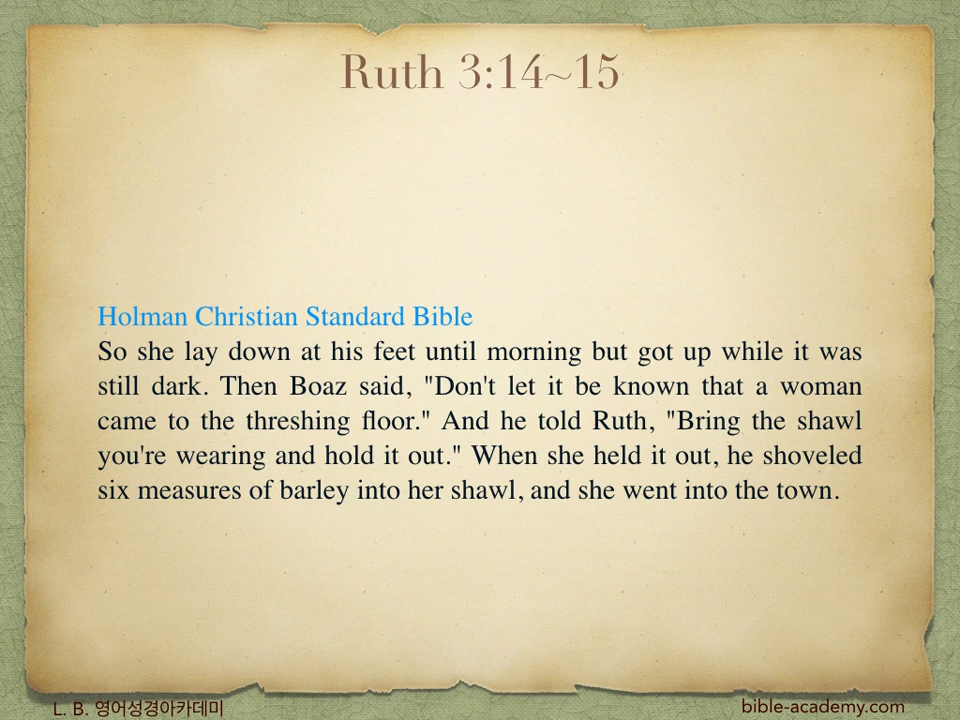 Ruth 3:14~15
Holman Christian Standard Bible
So she lay down at his feet until morning but got up while it was
still dark. Then Boaz said, "Don't let it be known that a woman
came to the threshing floor." And he told Ruth, "Bring the shawl
you're wearing and hold it out." When she held it out, he shoveled
six measures of barley into her shawl, and she went into the town.
L. B. 영어성경아카데미
bible-academy.com